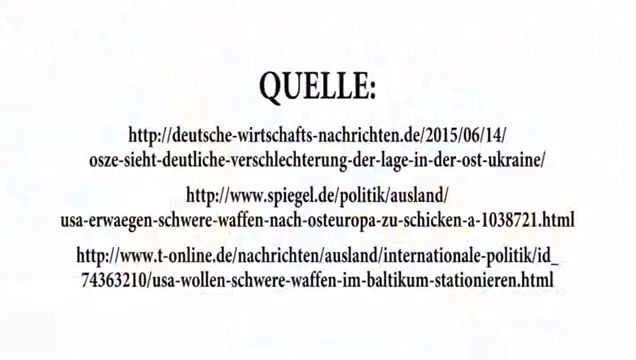 QUELLE:
http://deutsche-wirtschafts-nachrichten.de/2015/06/14/
osze-sieht-deutliche-verschlechterung-der-lage-in-der-ost-ukraine/
http://www.spiegel.de/politik/ausland/
usa-erwaegen-schwere-waffen-nach-osteuropa-zu-schicken-a-1038721.html
http://www.t-online.de/nachrichten/ausland/internationale-politik/id_
74363210/usa-wollen-schwere-waffen-im-baltikum-stationieren.html